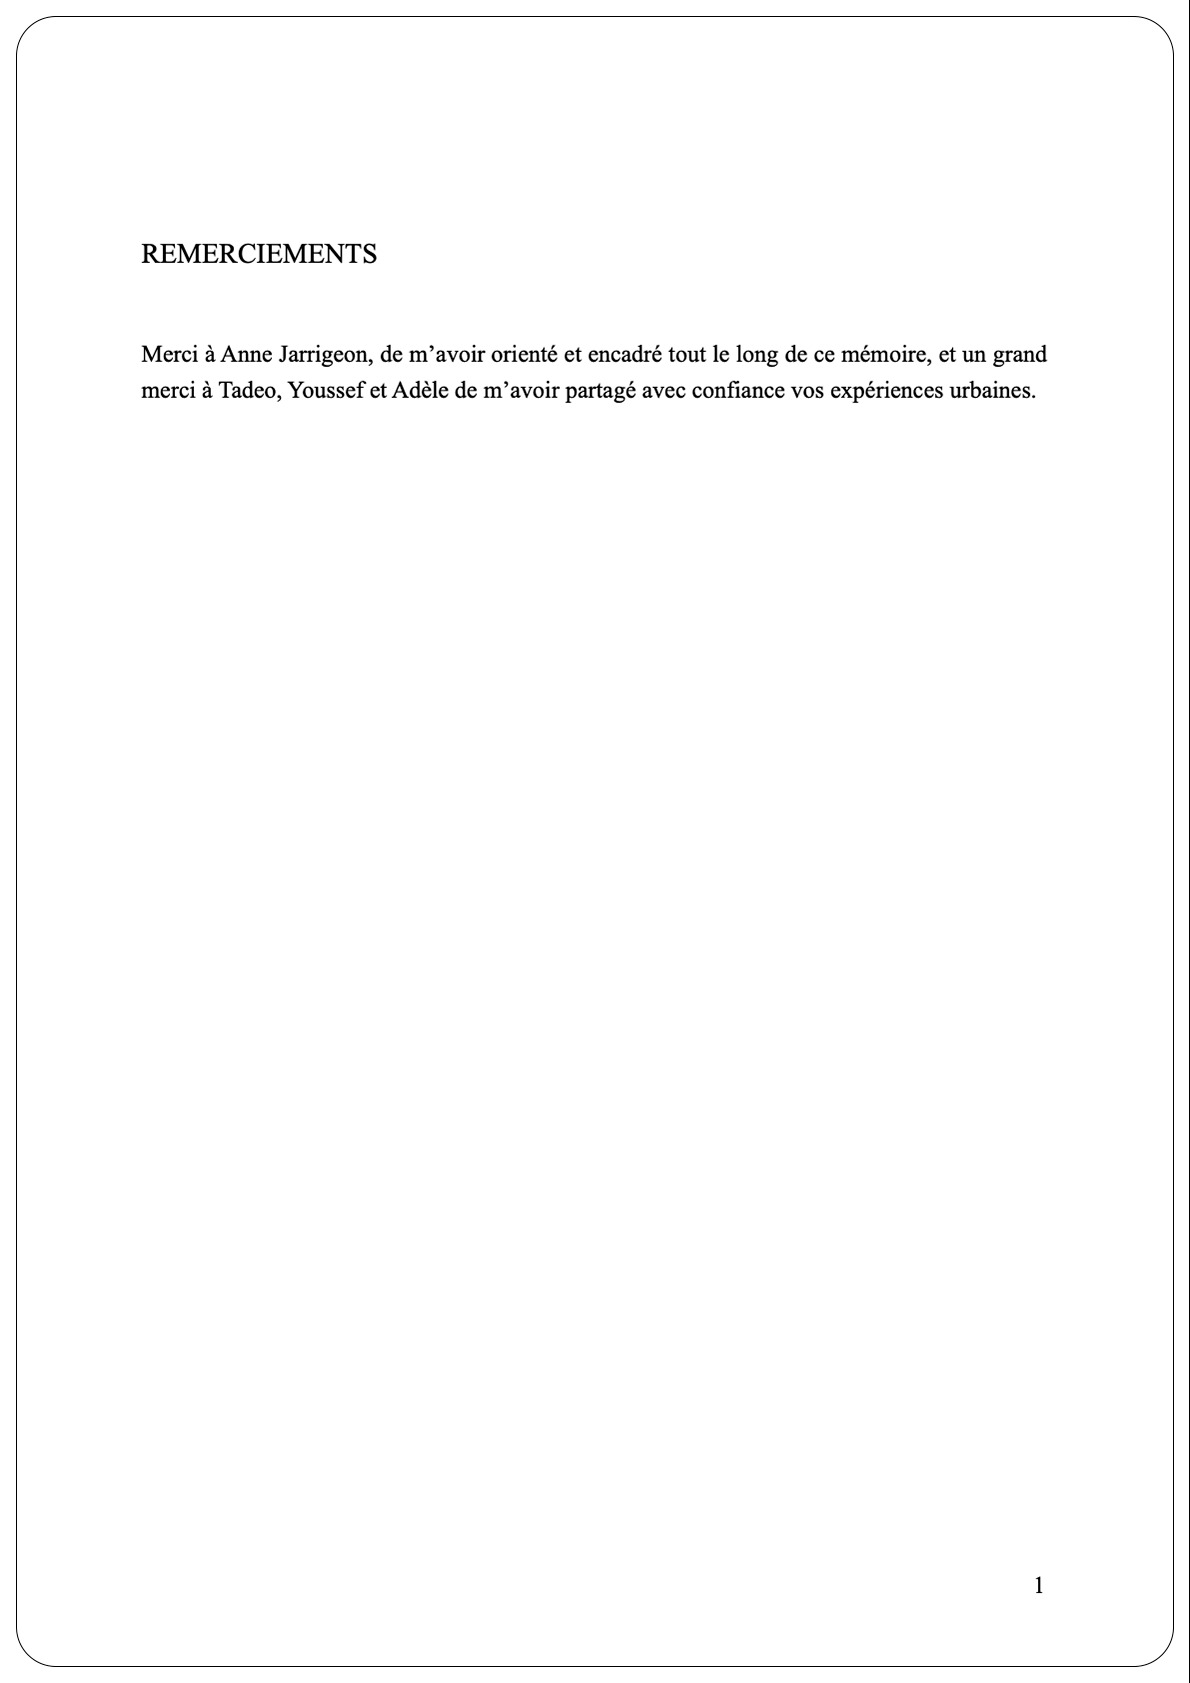 REMERCIEMENTS
Merci à Anne Jarrigeon, de m’avoir orienté et encadré tout le long de ce mémoire, et un grand
merci à Tadeo, Youssef et Adèle de m’avoir partagé avec confiance vos expériences urbaines.
1